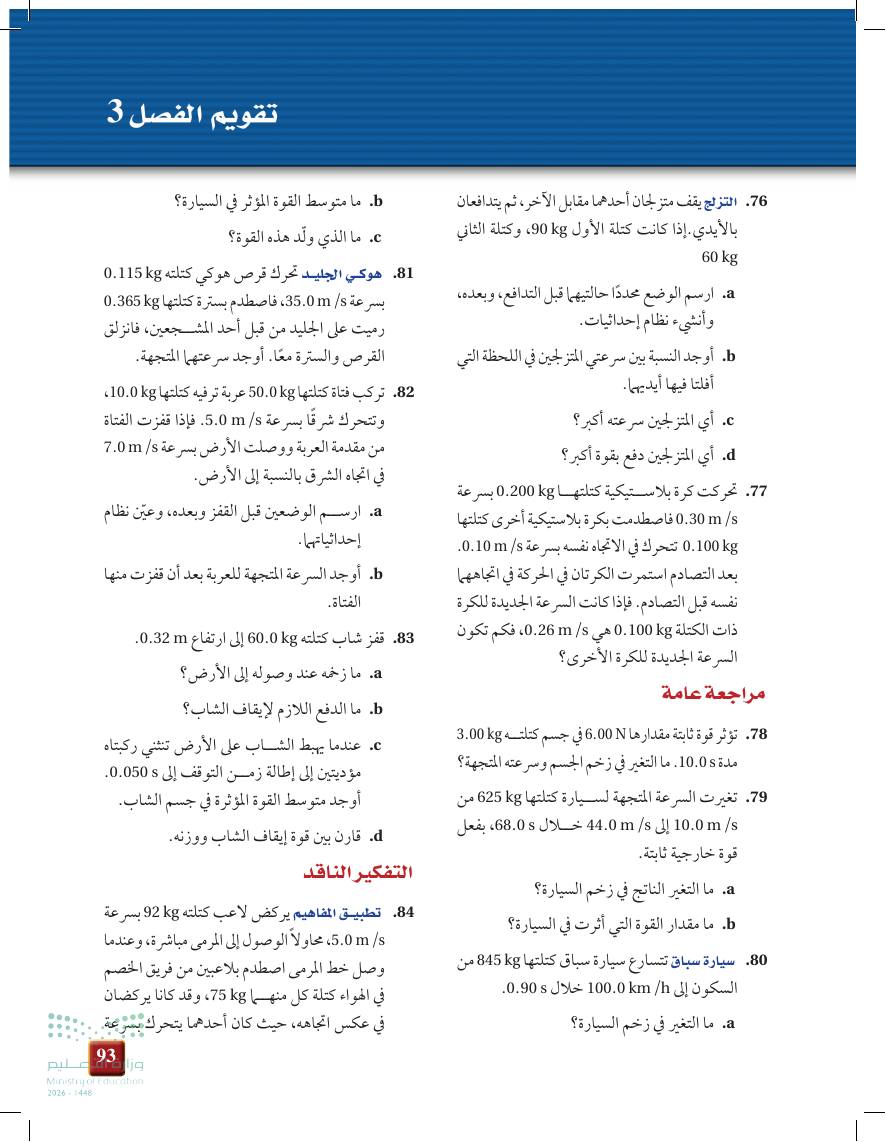 تقويم الفصل 3
76. التزلج يقف متزلجان أحدهما مقابل الآخر، ثم يتدافعان
بالأيدي. إذا كانت كتلة الأول 90 kg، وكتلة الثاني
60 kg
a. ارسم الوضع محددًا حالتيهما قبل التدافع، وبعده،
وأنشىء نظام إحداثيات.
b. أوجد النسبة بين سرعتي المتزلجين في اللحظة التي
أفلتا فيها أيديهما.
c. أي المتزلجين سرعته أكبر؟
d. أي المتزلجين دفع بقوة أكبر؟
77. تحركت كرة بلاستيكية كتلتها 0.200 kg بسرعة
0.30 m/s فاصطدمت بكرة بلاستيكية أخرى كتلتها
0.100 kg تتحرك في الاتجاه نفسه بسرعة 0.10 m/s.
بعد التصادم استمرت الكرتان في الحركة في اتجاههما
نفسه قبل التصادم. فإذا كانت السرعة الجديدة للكرة
ذات الكتلة 0.100 kg هي 0.26 m/s، فكم تكون
السرعة الجديدة للكرة الأخرى؟
مراجعة عامة
78. تؤثر قوة ثابتة مقدارها 6.00 N في جسم كتلته 3.00 kg
مدة 10.0 s. ما التغير في زخم الجسم وسرعته المتجهة؟
79. تغيرت السرعة المتجهة لسيارة كتلتها 625 kg من
10.0 m/s إلى 44.0 m/s خلال 68.0 s، بفعل
قوة خارجية ثابتة.
a. ما التغير الناتج في زخم السيارة؟
b. ما مقدار القوة التي أثرت في السيارة؟
80. سيارة سباق تتسارع سيارة سباق كتلتها 845 kg من
السكون إلى 100.0 km/h خلال 0.90 s.
a. ما التغير في زخم السيارة؟
b. ما متوسط القوة المؤثر في السيارة؟
c. ما الذي ولّد هذه القوة؟
81. هوكي الجليد تحرك قرص هوكي كتلته 0.115 kg
بسرعة 35.0 m/s، فاصطدم بسترة كتلتها 0.365 kg
رميت على الجليد من قبل أحد المشجعين، فانزلق
القرص والسترة معًا. أوجد سرعتهما المتجهة.
82. تركب فتاة كتلتها 50.0 kg عربة ترفيه كتلتها 10.0 kg،
وتتحرك شرقًا بسرعة 5.0 m/s. فإذا قفزت الفتاة
من مقدمة العربة ووصلت الأرض بسرعة 7.0 m/s
في اتجاه الشرق بالنسبة إلى الأرض.
a. ارسم الوضعين قبل القفز وبعده، وعيّن نظام
إحداثياتهما.
b. أوجد السرعة المتجهة للعربة بعد أن قفزت منها
الفتاة.
83. قفز شاب كتلته 60.0 kg إلى ارتفاع 0.32 m.
a. ما زخمه عند وصوله إلى الأرض؟
b. ما الدفع اللازم لإيقاف الشاب؟
c. عندما يهبط الشاب على الأرض تنثني ركبتاه
مؤديتين إلى إطالة زمن التوقف إلى 0.050 s.
أوجد متوسط القوة المؤثرة في جسم الشاب.
d. قارن بين قوة إيقاف الشاب ووزنه.
التفكير الناقد
84. تطبيق المفاهيم يركض لاعب كتلته 92 kg بسرعة
5.0 m/s، محاولاً الوصول إلى المرمى مباشرة، وعندما
وصل خط المرمى اصطدم بلاعبين من فريق الخصم
في الهواء كتلة كل منهما 75 kg، وقد كانا يركضان
في عكس اتجاهه، حيث كان أحدهما يتحرك بسرعة
93
وزارة التعليم
Ministry of Education
2026 - 1448